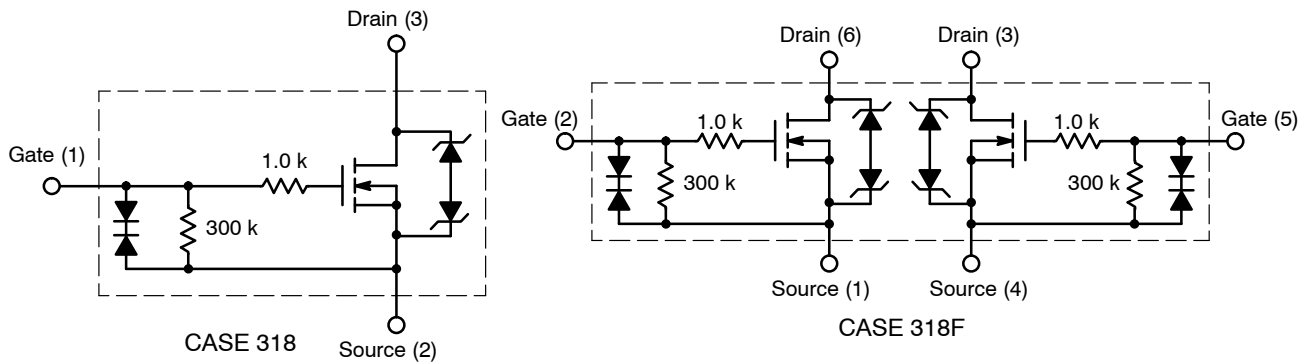 Drain (3)
Gate (1)
1.0 k
300 k
CASE 318
Source (2)
Drain (6)
Drain (3)
Gate (2)
1.0 k
1.0 k
Gate (5)
300 k
300 k
Source (1)
Source (4)
CASE 318F